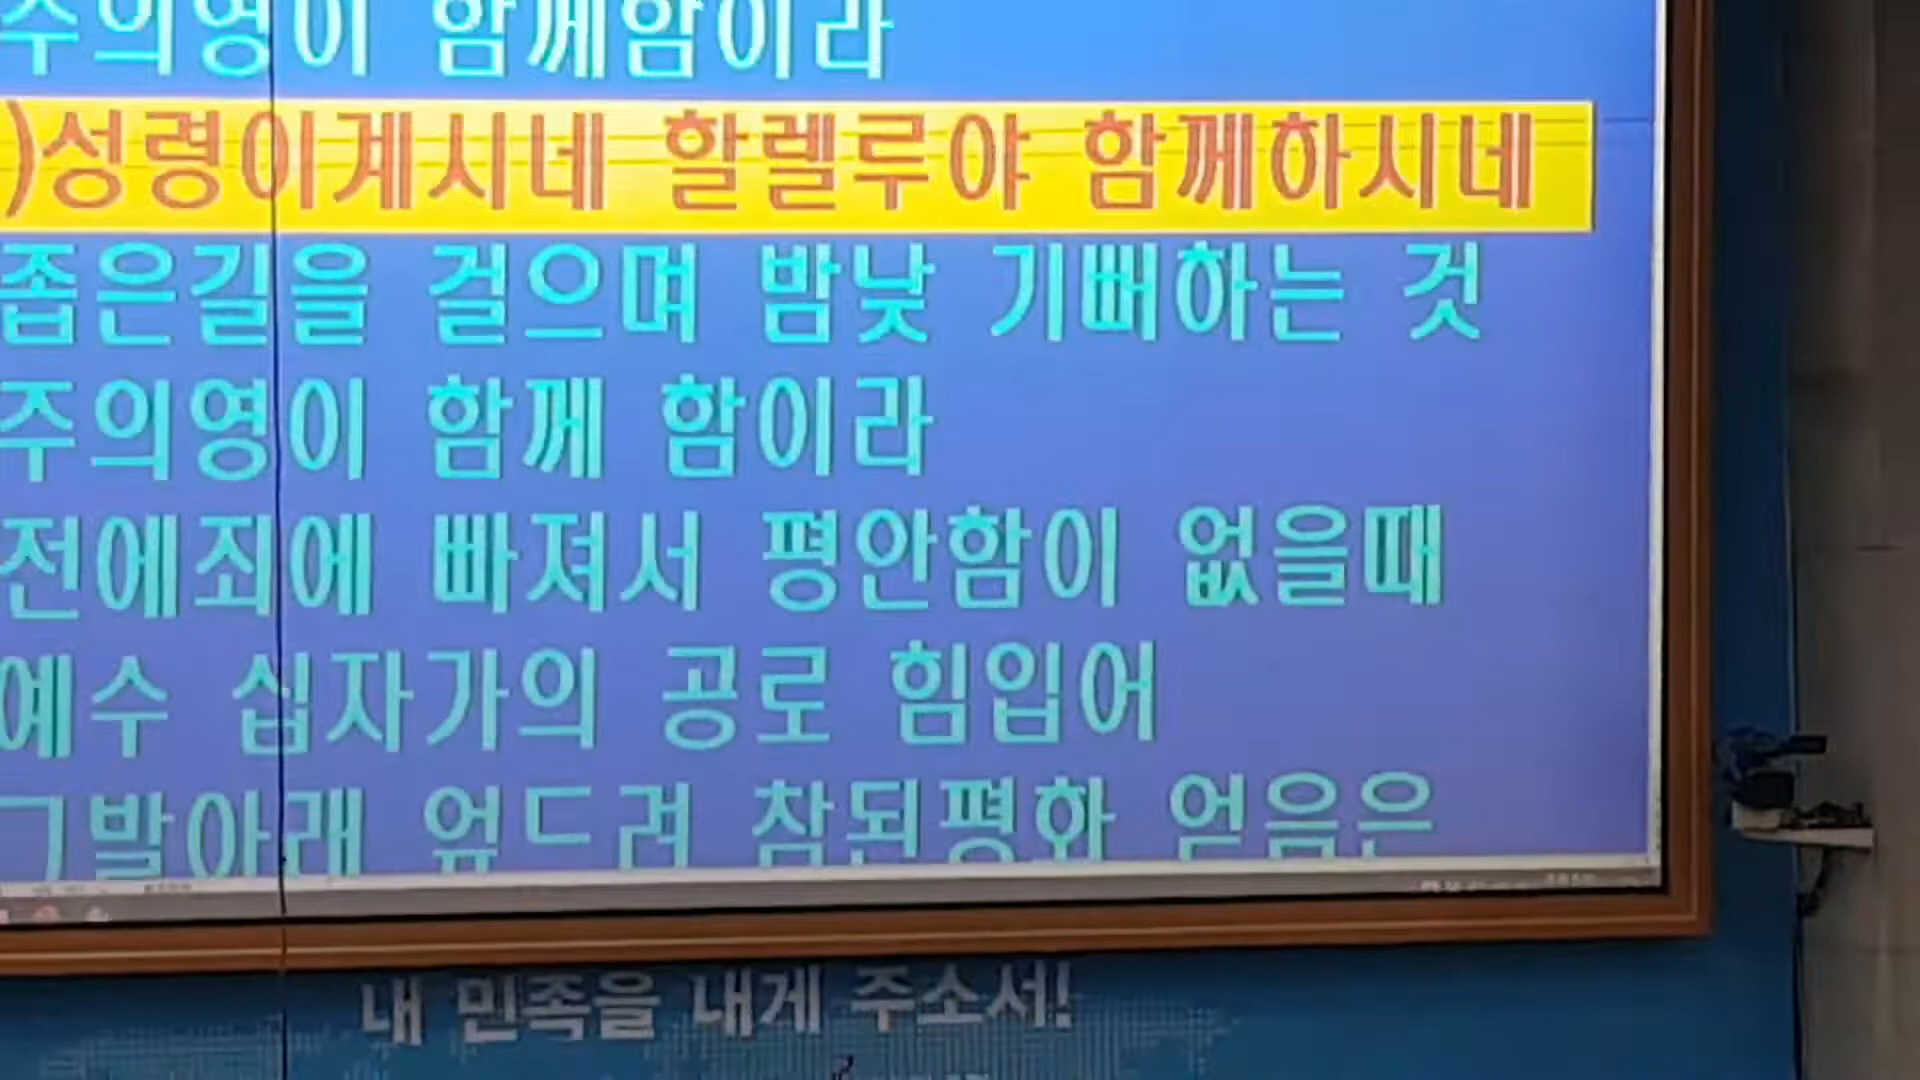 주의영이 함께함이라
)성령이계시네 할렐루야 함께하시네
좁은길을 걸으며 밤낮 기뻐하는 것
주의영이 함께 함이라
전에죄에 빠져서 평안함이 없을때
예수 십자가의 공로 힘입어
그발아래 엎드려 참된평화 얻음은
내 민족을 내게 주소서!